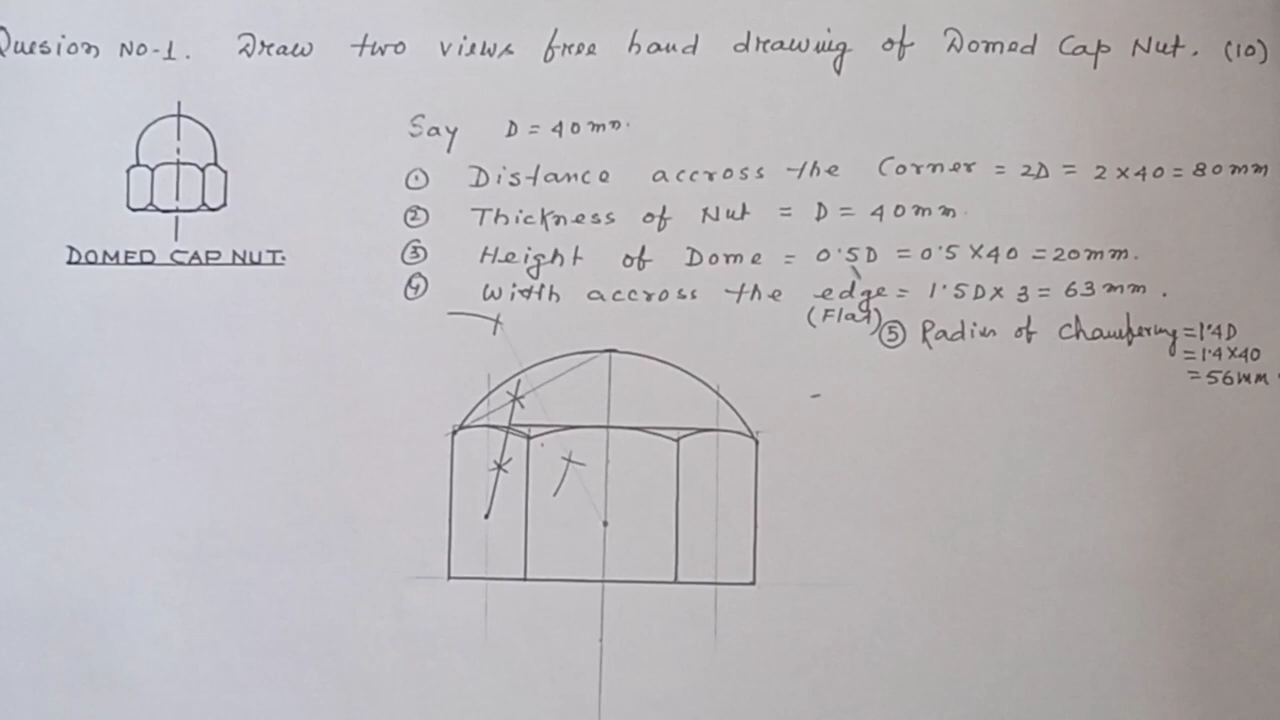 Quesion NO-1. Draw two views free hand drawing of Domed Cap Nut. (10)
DOMED CAP NUT.
Say D = 40mm.
① Distance accross the Corner = 2D = 2 × 40 = 80mm
② Thickness of Nut = D = 40mm.
③ Height of Dome = 0.5D = 0.5 × 40 = 20mm.
④ Width accross the edge = 1.5D × 3 = 63mm.
(Flat)
⑤ Radius of chamfering = 1.4D
= 1.4 × 40
= 56mm